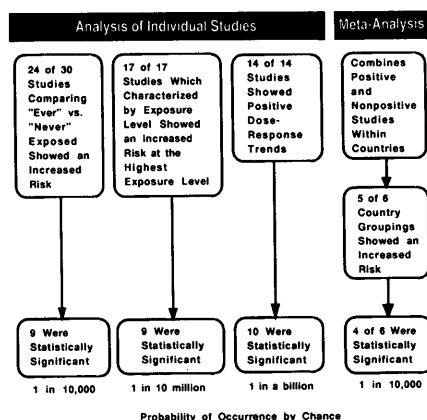 Analysis of Individual Studies
Meta-Analysis
24 of 30
Studies
Comparing
"Ever" vs.
"Never"
Exposed
Showed an
Increased
Risk
17 of 17
Studies Which
Characterized
by Exposure
Level Showed
an Increased
Risk at the
Highest
Exposure Level
14 of 14
Studies
Showed
Positive
Dose-
Response
Trends
Combines
Positive
and
Nonpositive
Studies
Within
Countries
5 of 6
Country
Groupings
Showed an
Increased
Risk
9 Were
Statistically
Significant
9 Were
Statistically
Significant
10 Were
Statistically
Significant
4 of 6 Were
Statistically
Significant
1 in 10,000
1 in 10 million
1 in a billion
1 in 10,000
Probability of Occurrence by Chance